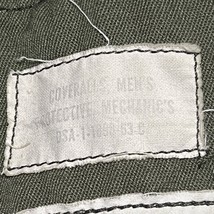 COVERALLS, MEN'S
PROTECTIVE MECHANIC'S